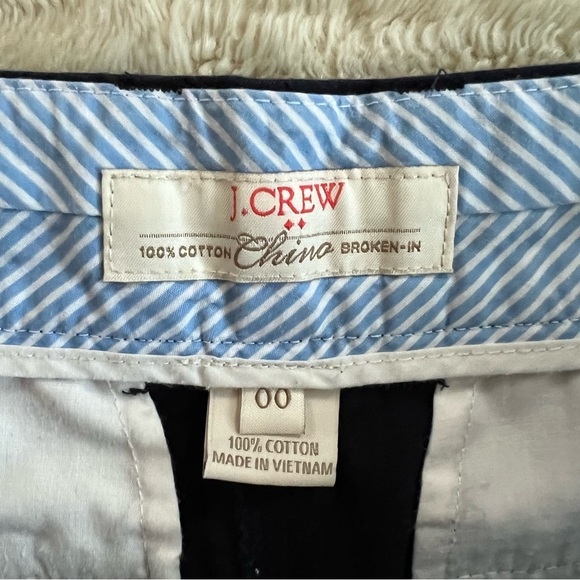 J.CREW
100% COTTON Chino BROKEN-IN
00
100% COTTON
MADE IN VIETNAM